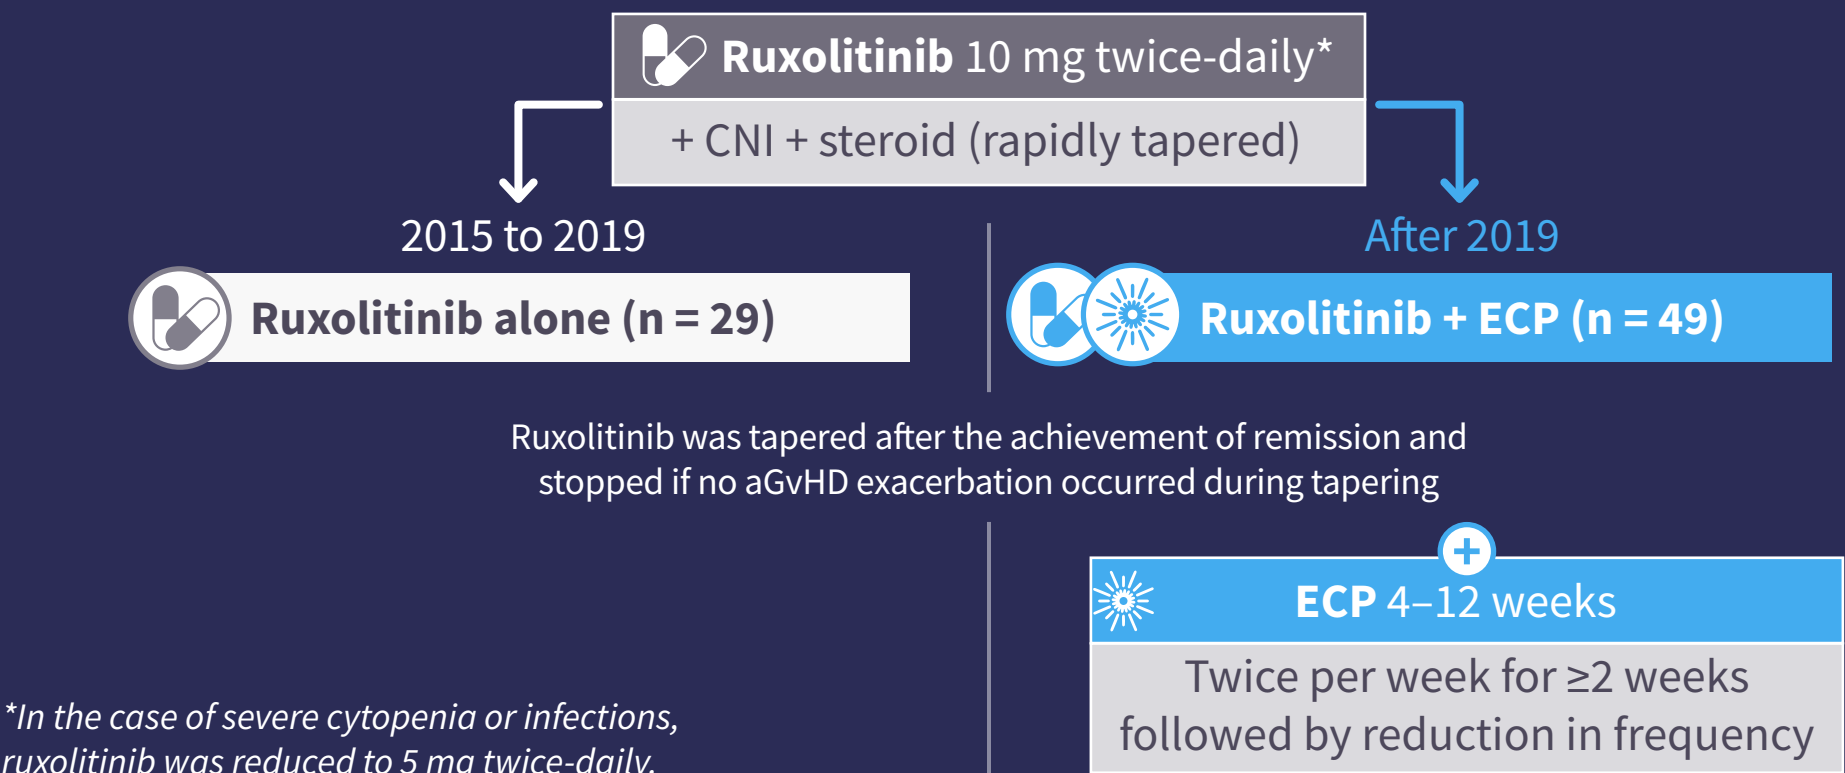 Ruxolitinib 10 mg twice-daily*
+ CNI + steroid (rapidly tapered)
2015 to 2019
Ruxolitinib alone (n = 29)
After 2019
Ruxolitinib + ECP (n = 49)
Ruxolitinib was tapered after the achievement of remission and
stopped if no aGvHD exacerbation occurred during tapering
+
ECP 4–12 weeks
Twice per week for ≥2 weeks
followed by reduction in frequency
*In the case of severe cytopenia or infections,
ruxolitinib was reduced to 5 mg twice-daily.